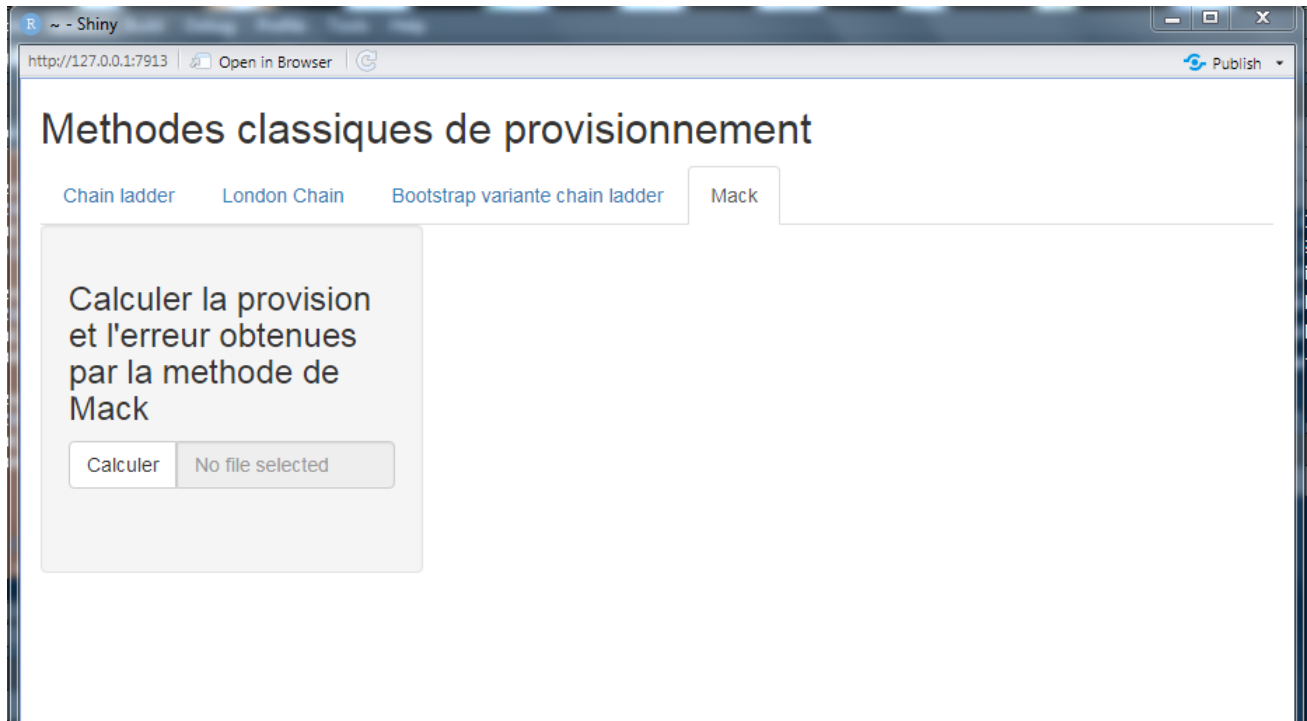 R ~ - Shiny
http://127.0.0.1:7913 Open in Browser Publish
Methodes classiques de provisionnement
Chain ladder London Chain Bootstrap variante chain ladder Mack
Calculer la provision
et l'erreur obtenues
par la methode de
Mack
Calculer No file selected